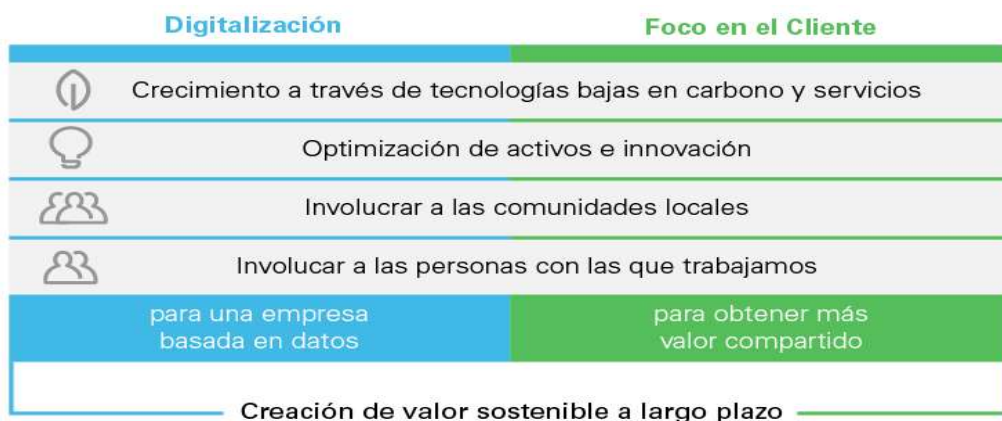 Digitalización
Foco en el Cliente
Crecimiento a través de tecnologías bajas en carbono y servicios
Optimización de activos e innovación
Involucrar a las comunidades locales
Involucar a las personas con las que trabajamos
para una empresa
basada en datos
para obtener más
valor compartido
Creación de valor sostenible a largo plazo